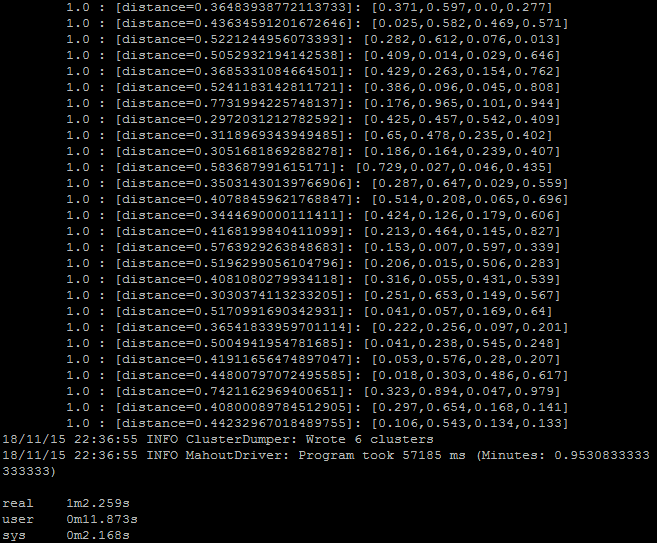 1.0 : [distance=0.36483938772113733]: [0.371,0.597,0.0,0.277]
1.0 : [distance=0.43634591201672646]: [0.025,0.582,0.469,0.571]
1.0 : [distance=0.5221244956073393]: [0.282,0.612,0.076,0.013]
1.0 : [distance=0.5052932194142538]: [0.409,0.014,0.029,0.646]
1.0 : [distance=0.3685331084664501]: [0.429,0.263,0.154,0.762]
1.0 : [distance=0.5241183142811721]: [0.386,0.096,0.045,0.808]
1.0 : [distance=0.7731994225748137]: [0.176,0.965,0.101,0.944]
1.0 : [distance=0.2972031212782592]: [0.425,0.457,0.542,0.409]
1.0 : [distance=0.3118969343949485]: [0.65,0.478,0.235,0.402]
1.0 : [distance=0.3051681869288278]: [0.186,0.164,0.239,0.407]
1.0 : [distance=0.583687991615171]: [0.729,0.027,0.046,0.435]
1.0 : [distance=0.35031430139766906]: [0.287,0.647,0.029,0.559]
1.0 : [distance=0.40788459621768847]: [0.514,0.208,0.065,0.696]
1.0 : [distance=0.3444690000111411]: [0.424,0.126,0.179,0.606]
1.0 : [distance=0.4168199840411099]: [0.213,0.464,0.145,0.827]
1.0 : [distance=0.5763929263848683]: [0.153,0.007,0.597,0.339]
1.0 : [distance=0.5196299056104796]: [0.206,0.015,0.506,0.283]
1.0 : [distance=0.4081080279934118]: [0.316,0.055,0.431,0.539]
1.0 : [distance=0.3030374113233205]: [0.251,0.653,0.149,0.567]
1.0 : [distance=0.5170991690342931]: [0.041,0.057,0.169,0.64]
1.0 : [distance=0.36541833959701114]: [0.222,0.256,0.097,0.201]
1.0 : [distance=0.5004941954781685]: [0.041,0.238,0.545,0.248]
1.0 : [distance=0.41911656474897047]: [0.053,0.576,0.28,0.207]
1.0 : [distance=0.44800797072495585]: [0.018,0.303,0.486,0.617]
1.0 : [distance=0.7421162969400651]: [0.323,0.894,0.047,0.979]
1.0 : [distance=0.40800089784512905]: [0.297,0.654,0.168,0.141]
1.0 : [distance=0.44232967018489755]: [0.106,0.543,0.134,0.133]
18/11/15 22:36:55 INFO ClusterDumper: Wrote 6 clusters
18/11/15 22:36:55 INFO MahoutDriver: Program took 57185 ms (Minutes: 0.9530833333
333333)
real 1m2.259s
user 0m11.873s
sys 0m2.168s